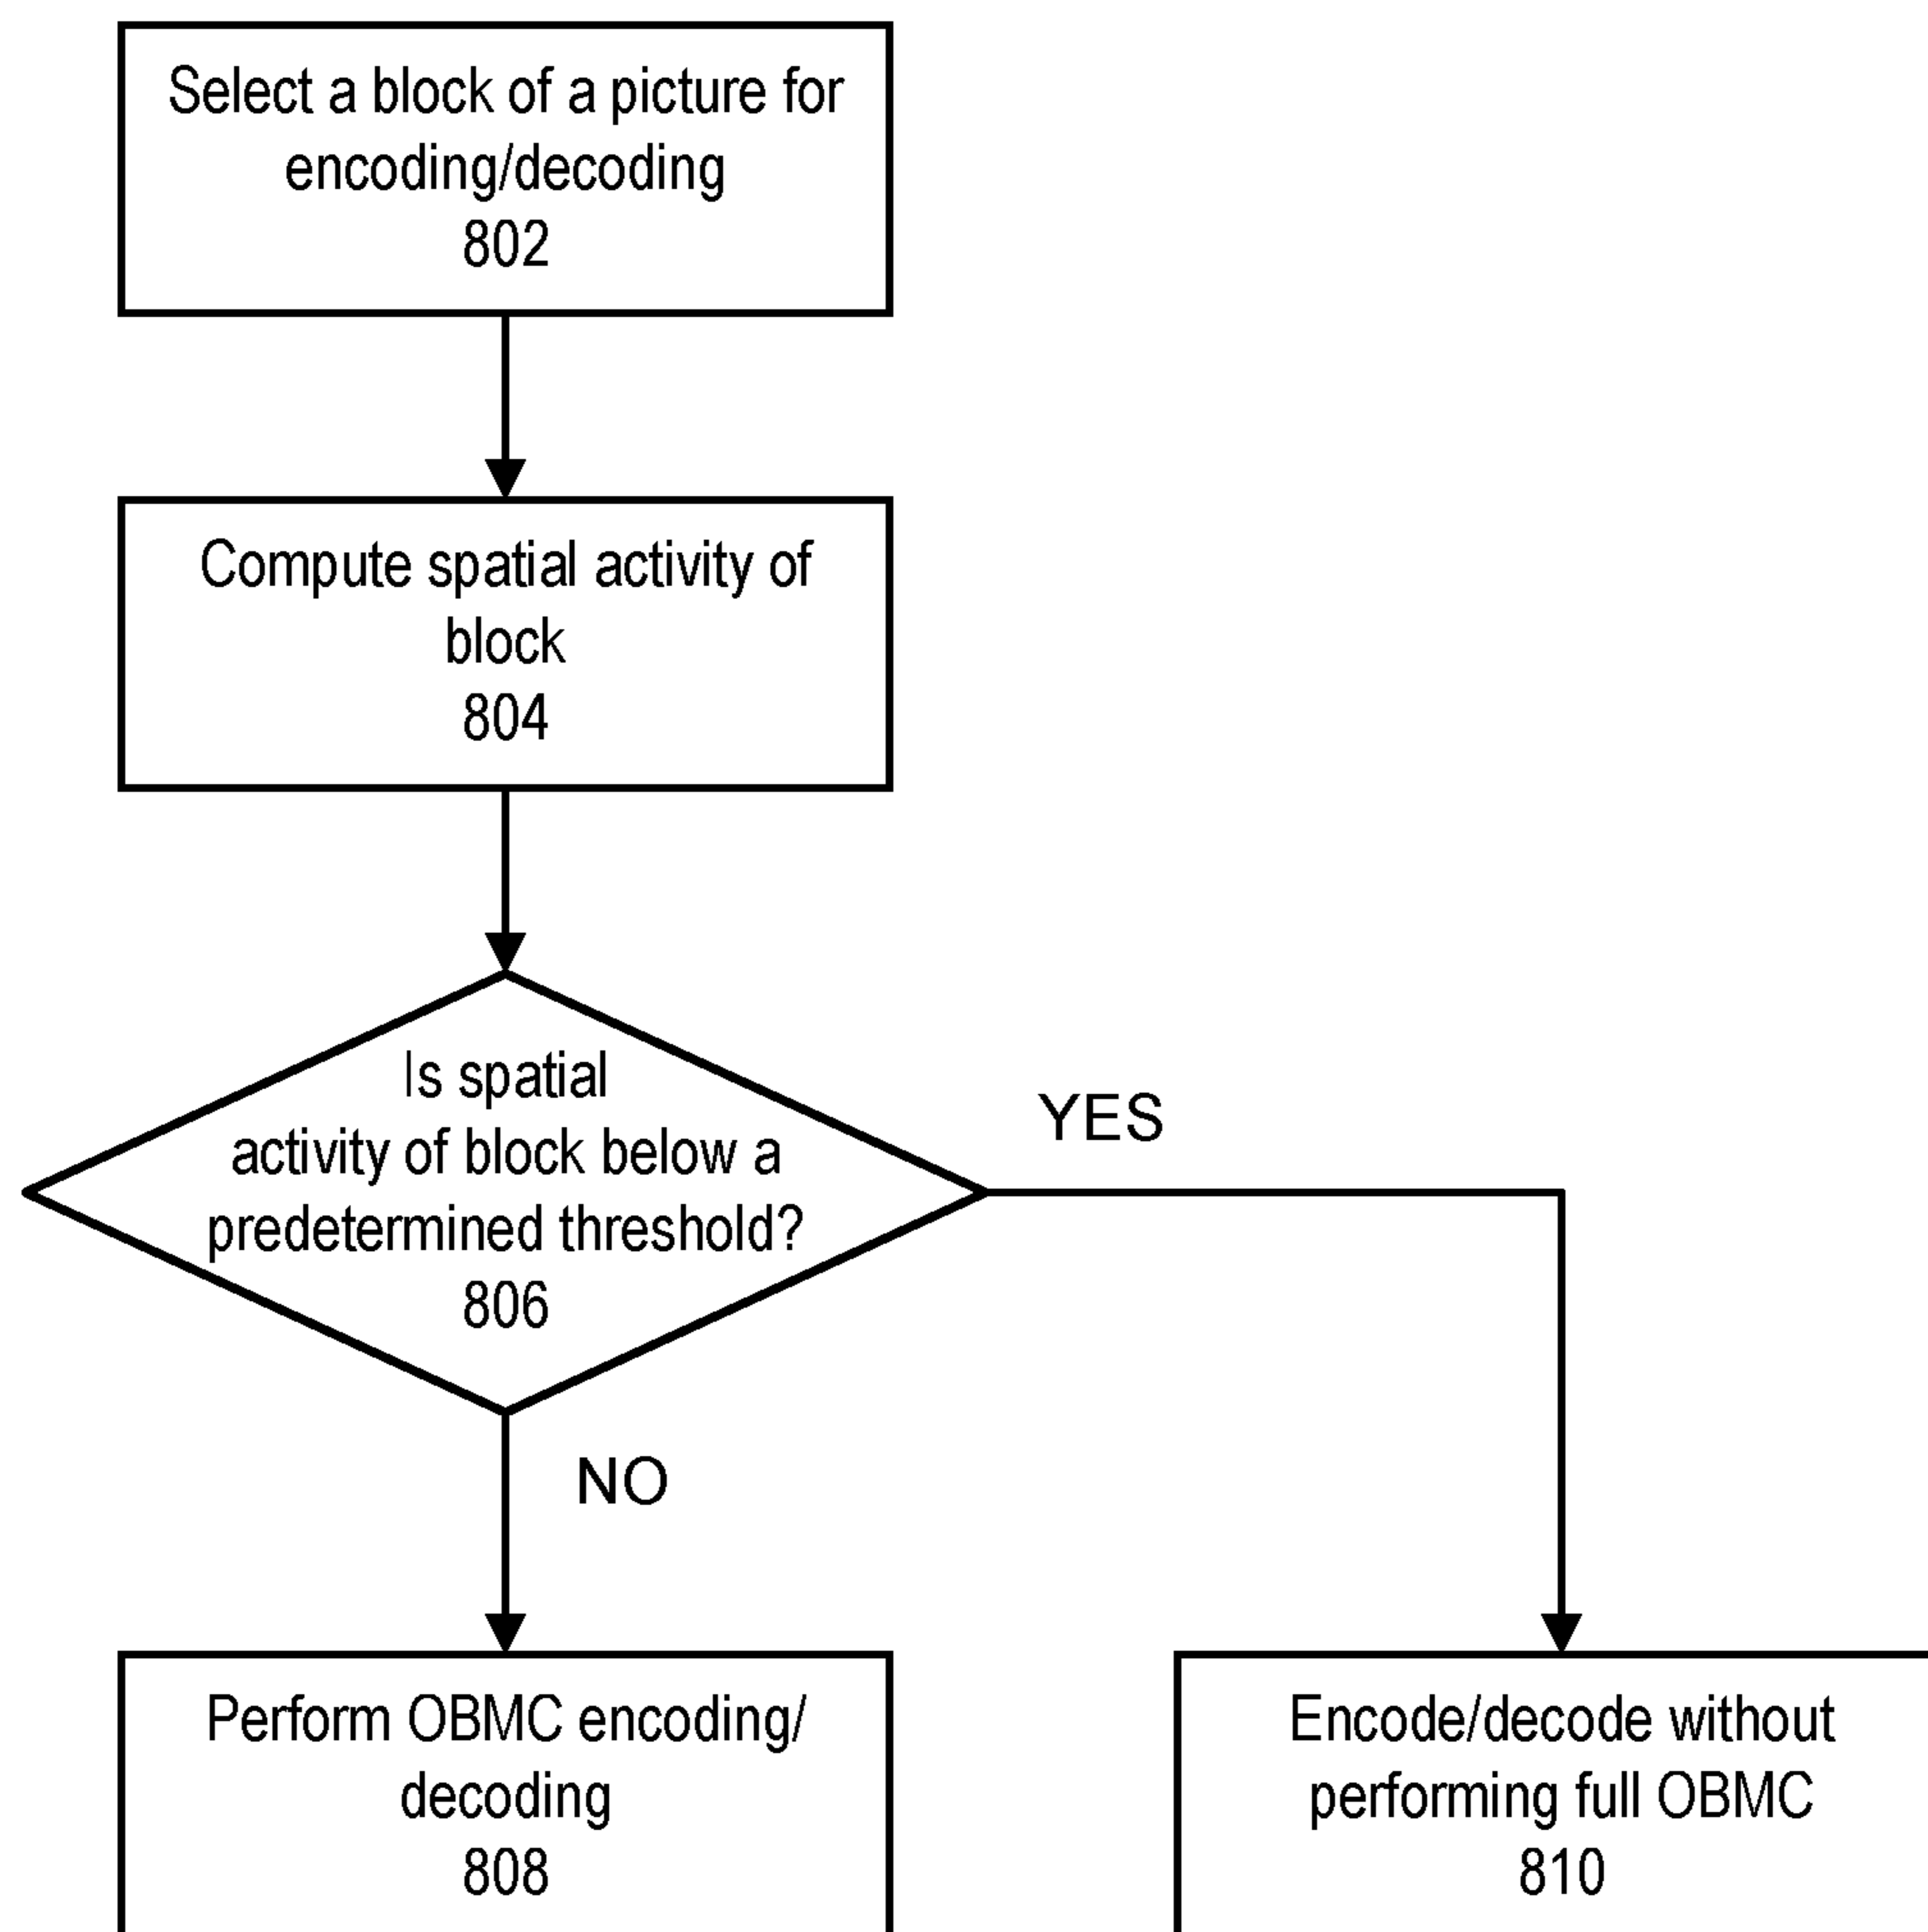 Select a block of a picture for
encoding/decoding
802
Compute spatial activity of
block
804
Is spatial
activity of block below a
predetermined threshold?
806
YES
NO
Perform OBMC encoding/
decoding
808
Encode/decode without
performing full OBMC
810